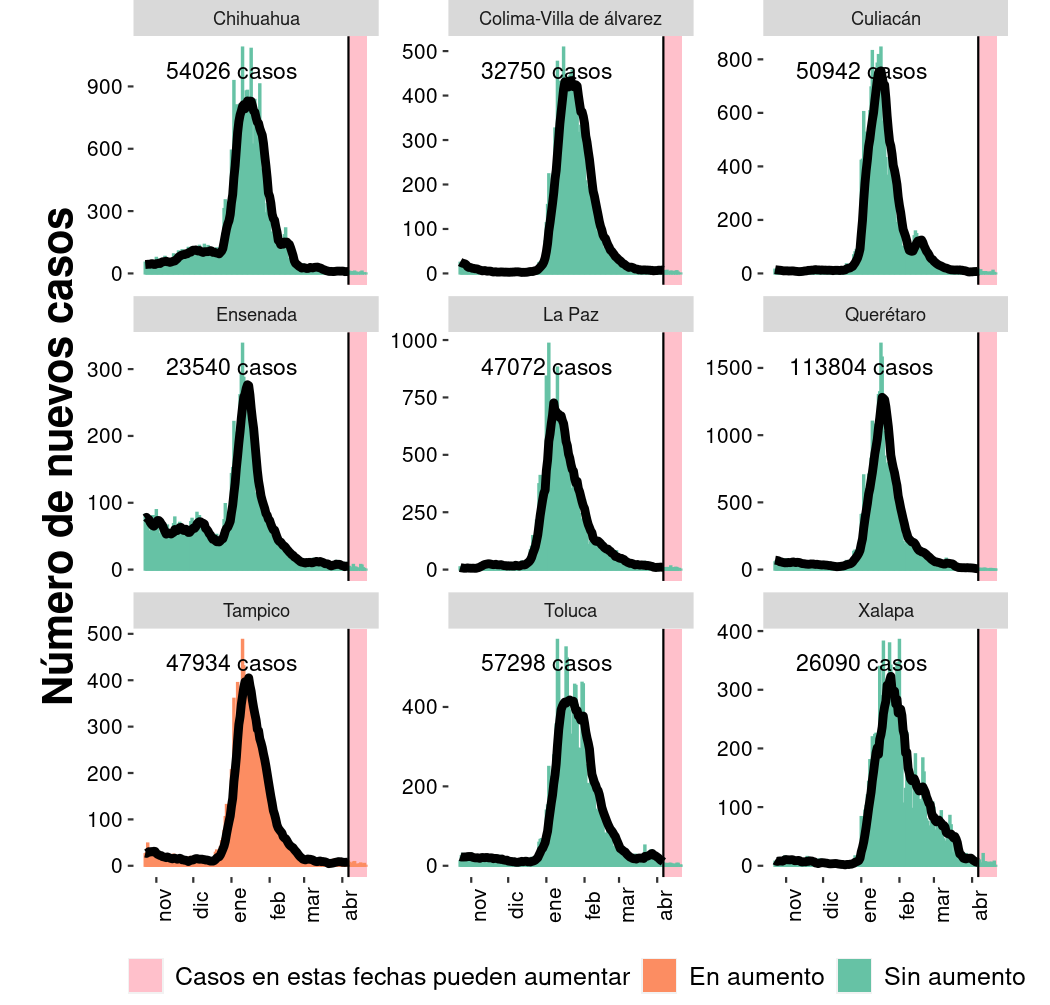 Número de nuevos casos
Chihuahua
Colima-Villa de álvarez
Culiacán
54026 casos
32750 casos
50942 casos
900
600
300
0
500
400
300
200
100
0
800
600
400
200
0
Ensenada
La Paz
Querétaro
23540 casos
47072 casos
113804 casos
300
200
100
0
1000
750
500
250
0
1500
1000
500
0
Tampico
Toluca
Xalapa
47934 casos
57298 casos
26090 casos
500
400
300
200
100
0
400
200
0
400
300
200
100
0
nov dic ene feb mar abr
nov dic ene feb mar abr
nov dic ene feb mar abr
Casos en estas fechas pueden aumentar En aumento Sin aumento